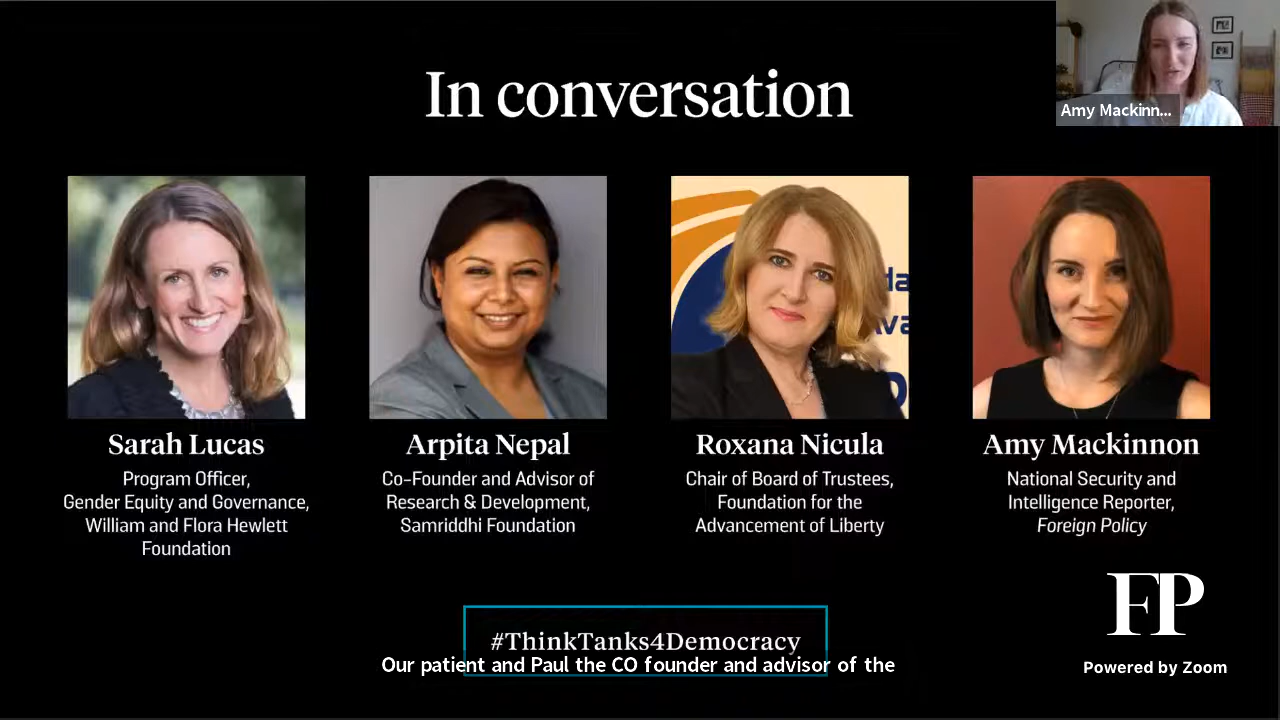 In conversation
Amy Mackinn...
da
Ava
Sarah Lucas
Program Officer,
Gender Equity and Governance,
William and Flora Hewlett
Foundation
Arpita Nepal
Co-Founder and Advisor of
Research & Development,
Samriddhi Foundation
Roxana Nicula
Chair of Board of Trustees,
Foundation for the
Advancement of Liberty
Amy Mackinnon
National Security and
Intelligence Reporter,
Foreign Policy
FP
#ThinkTanks4Democracy
Our patient and Paul the CO founder and advisor of the
Powered by Zoom